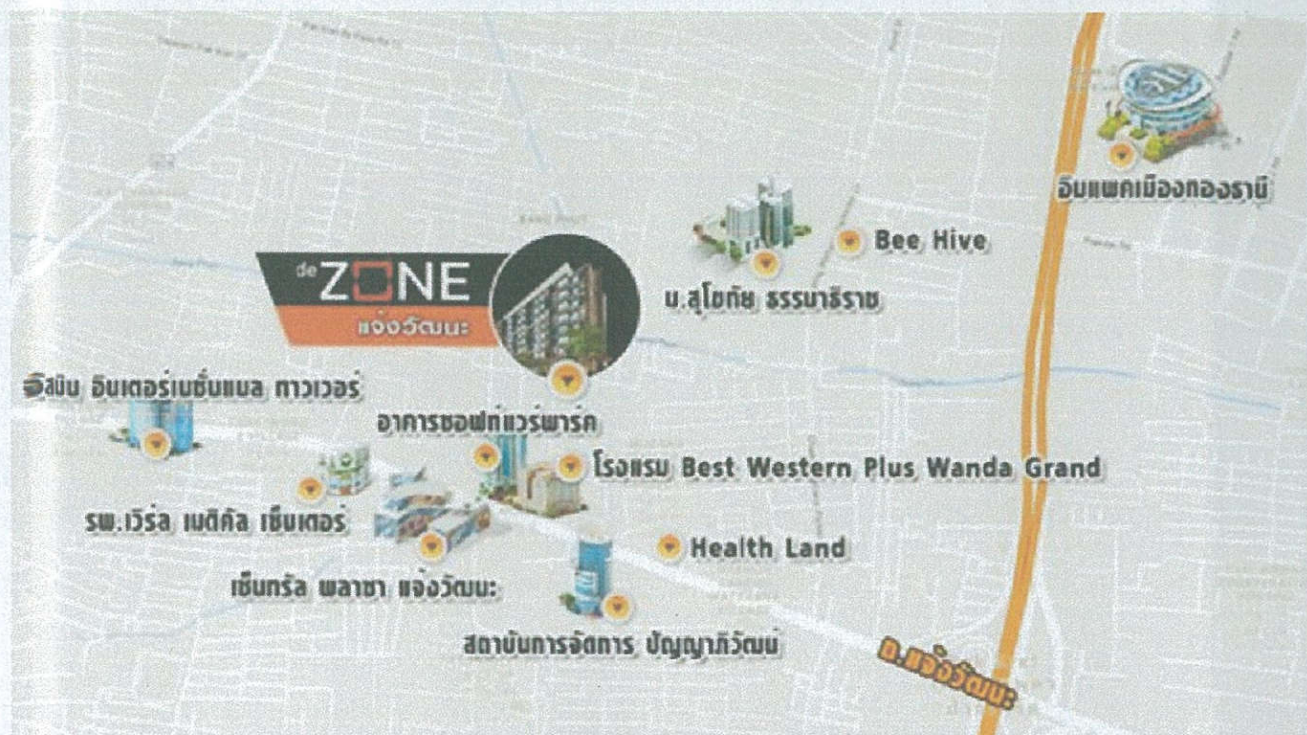 อิมแพคเมืองทองธานี
Bee Hive
ม.สุโขทัย ธรรมาธิราช
de ZONE
แจ้งวัฒนะ
จัสมิน อินเตอร์เนชั่นแนล ทาวเวอร์
อาคารซอฟท์แวร์พาร์ค
โรงแรม Best Western Plus Wanda Grand
รพ.เวิร์ล เมดิคัล เซ็นเตอร์
Health Land
เซ็นทรัล พลาซา แจ้งวัฒนะ
สถาบันการจัดการ ปัญญาภิวัฒน์
ถ.แจ้งวัฒนะ